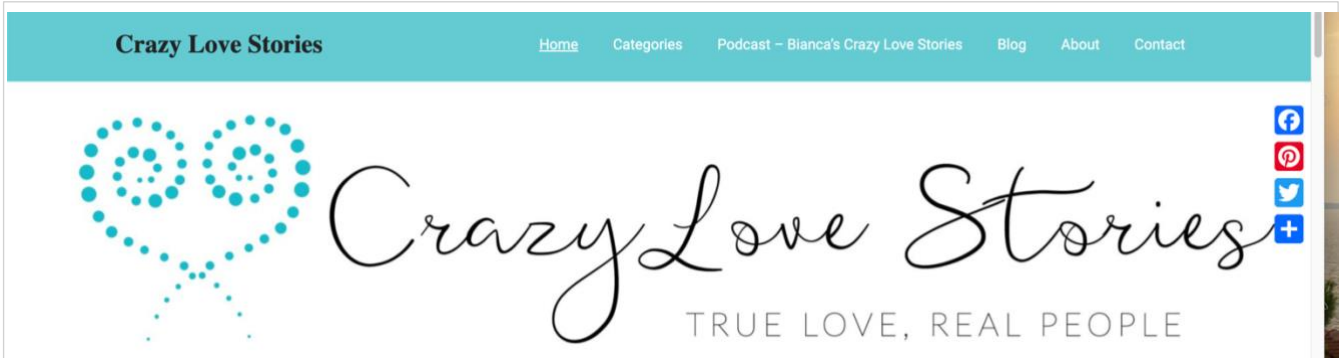 Crazy Love Stories
Home Categories Podcast – Bianca's Crazy Love Stories Blog About Contact
Crazy Love Stories
TRUE LOVE, REAL PEOPLE